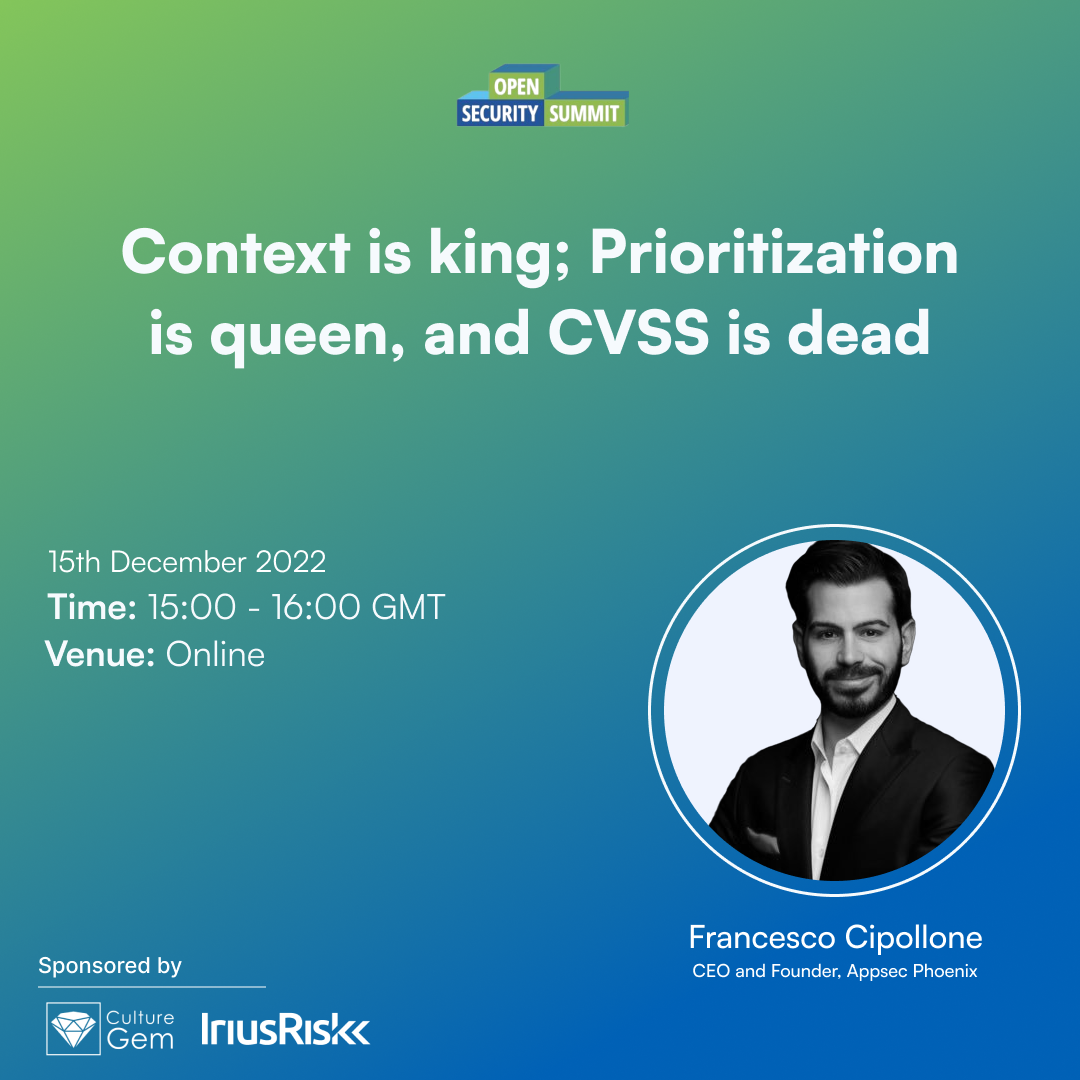 OPEN
SECURITY SUMMIT
Context is king; Prioritization
is queen, and CVSS is dead
15th December 2022
Time: 15:00 - 16:00 GMT
Venue: Online
Francesco Cipollone
CEO and Founder, Appsec Phoenix
Sponsored by
Culture
Gem
IriusRisk